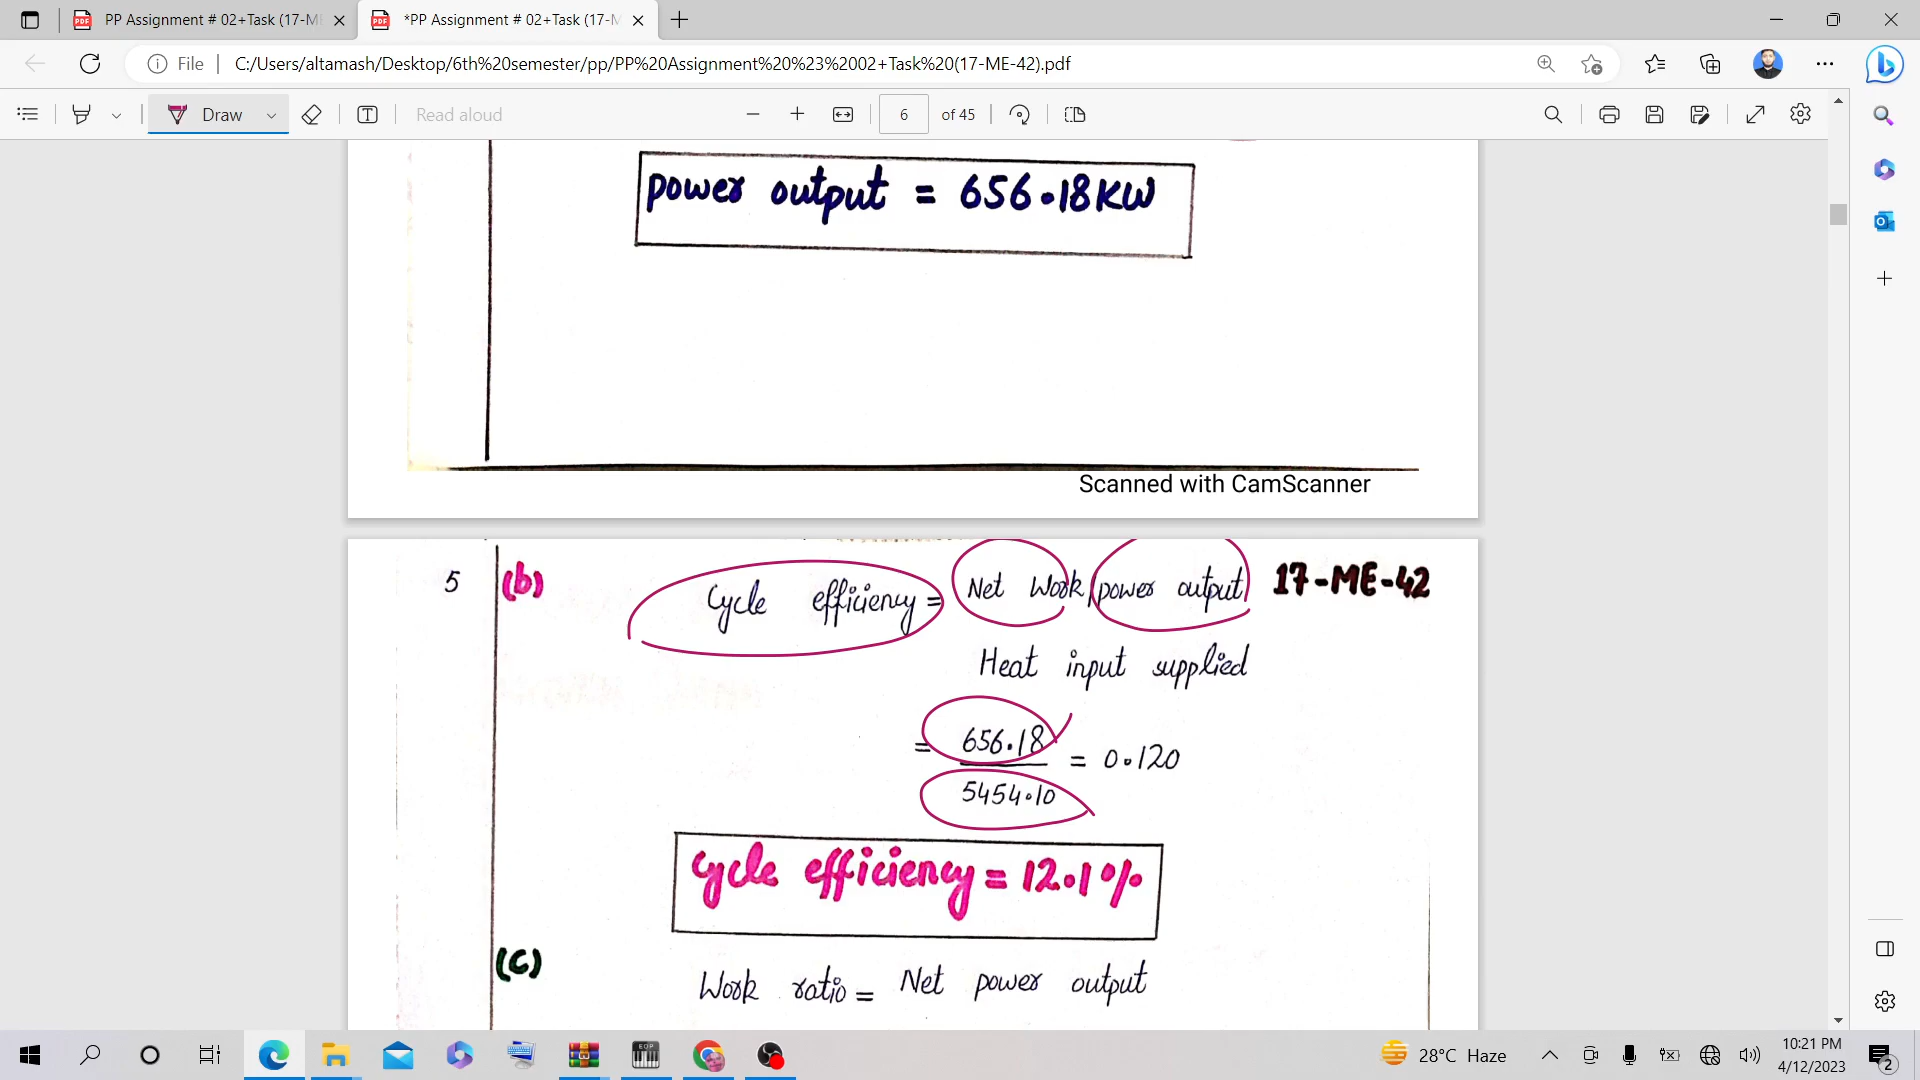 PP Assignment # 02+Task (17-M
*PP Assignment # 02+Task (17-M
File
C:/Users/altamash/Desktop/6th%20semester/pp/PP%20Assignment%20%23%2002+Task%20(17-ME-42).pdf
Draw
Read aloud
6 of 45
power output = 656.18KW
Scanned with CamScanner
5 (b) Cycle efficiency = Net Work/power output 17-ME-42
Heat input supplied
= 656.18 = 0.120
5454.10
Cycle efficiency = 12.1%
(C) Work ratio = Net power output
28°C Haze
10:21 PM
4/12/2023
2